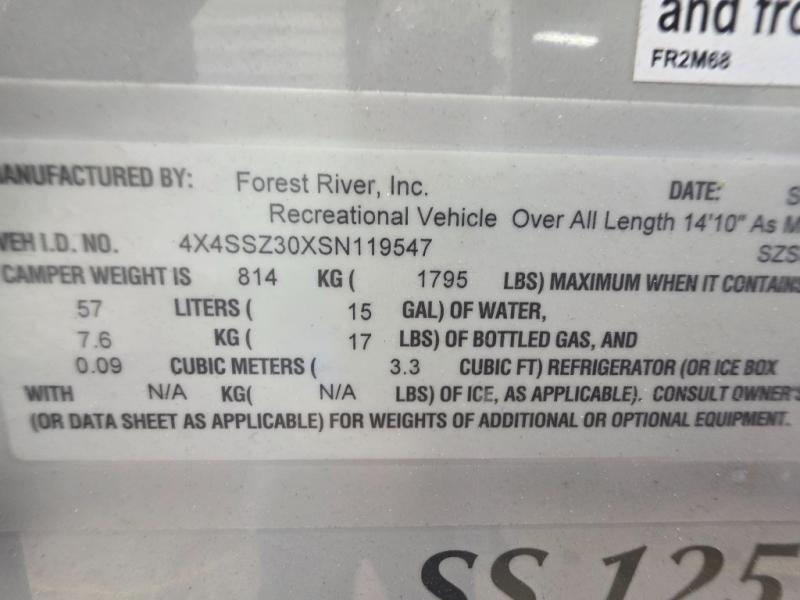 and fro
FR2M68
MANUFACTURED BY: Forest River, Inc. DATE: S
Recreational Vehicle Over All Length 14'10" As M
VEH I.D. NO. 4X4SSZ30XSN119547 SZS
CAMPER WEIGHT IS 814 KG ( 1795 LBS) MAXIMUM WHEN IT CONTAINS
57 LITERS ( 15 GAL) OF WATER,
7.6 KG ( 17 LBS) OF BOTTLED GAS, AND
0.09 CUBIC METERS ( 3.3 CUBIC FT) REFRIGERATOR (OR ICE BOX
WITH N/A KG( N/A LBS) OF ICE, AS APPLICABLE). CONSULT OWNER'S
(OR DATA SHEET AS APPLICABLE) FOR WEIGHTS OF ADDITIONAL OR OPTIONAL EQUIPMENT.
SS 125